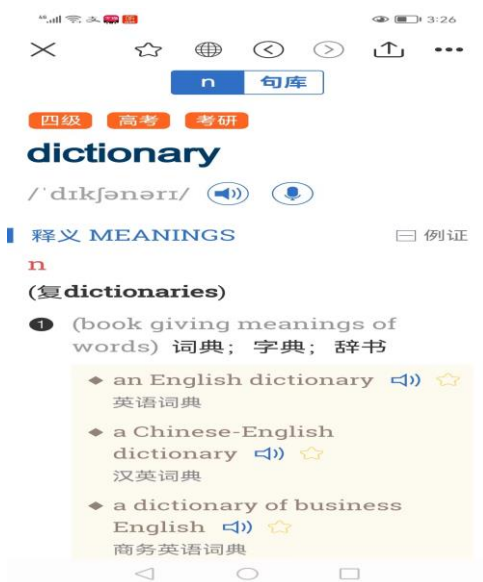 3:26
n 句库
四级 高考 考研
dictionary
/ˈdɪkʃənərɪ/
释义 MEANINGS 例证
n
(复dictionaries)
1 (book giving meanings of
words) 词典；字典；辞书
◆ an English dictionary
英语词典
◆ a Chinese-English
dictionary
汉英词典
◆ a dictionary of business
English
商务英语词典